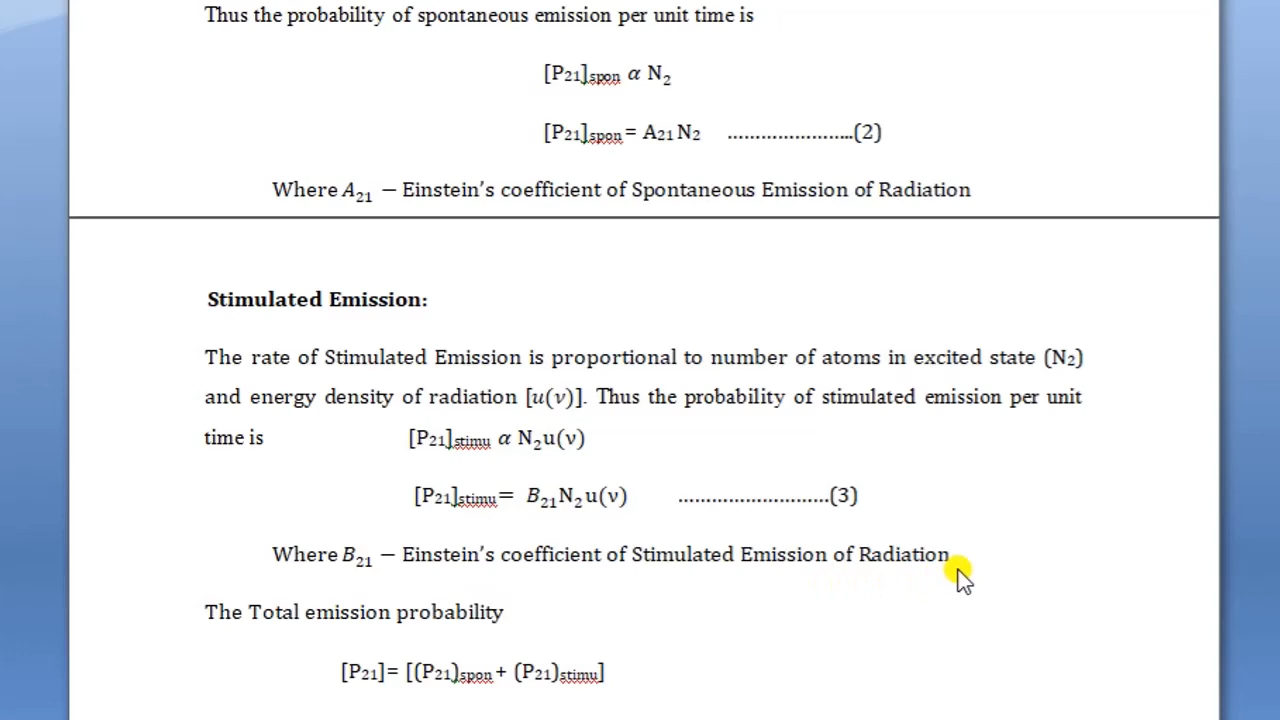 Thus the probability of spontaneous emission per unit time is
[P21]spon α N₂
[P21]spon = A21 N2 ........................(2)
Where A₂₁ − Einstein's coefficient of Spontaneous Emission of Radiation
Stimulated Emission:
The rate of Stimulated Emission is proportional to number of atoms in excited state (N2)
and energy density of radiation [u(ν)]. Thus the probability of stimulated emission per unit
time is [P21]stimu α N₂u(ν)
[P21]stimu = B₂₁N₂u(ν) ...........................(3)
Where B₂₁ − Einstein's coefficient of Stimulated Emission of Radiation
The Total emission probability
[P21]= [(P21)spon + (P21)stimu]